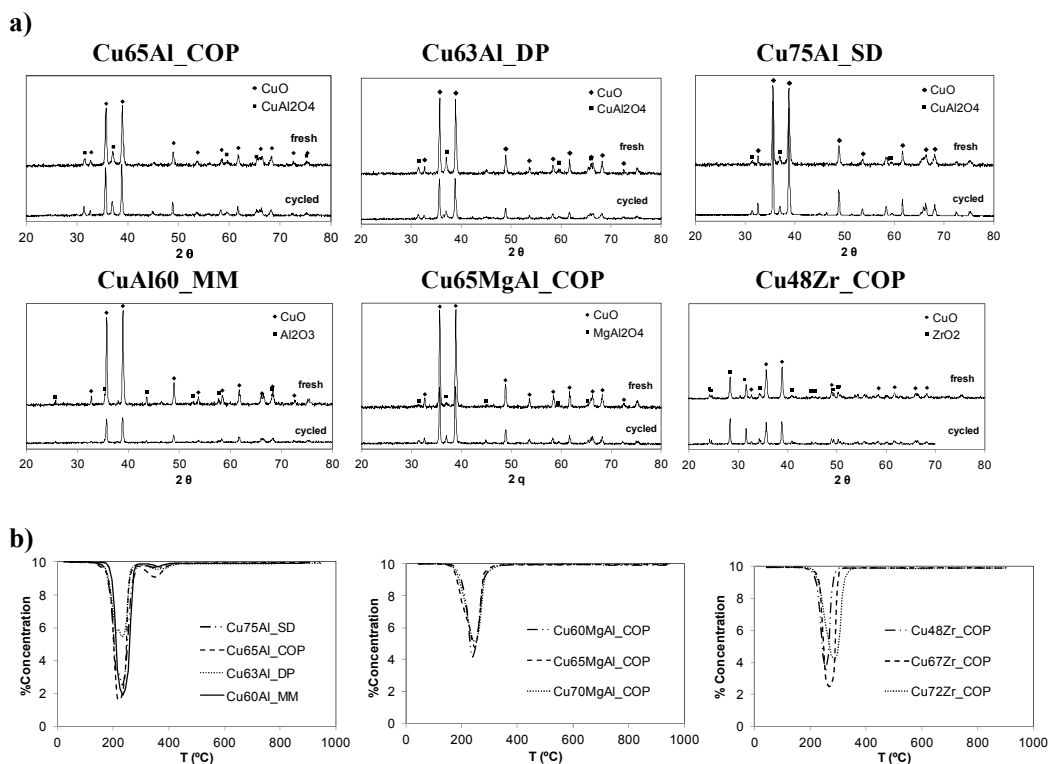 a)
Cu65Al_COP
Cu63Al_DP
Cu75Al_SD
CuO
CuAl2O4
fresh
cycled
20 30 40 50 60 70 80
2 θ
CuO
CuAl2O4
fresh
cycled
20 30 40 50 60 70 80
2 θ
CuO
CuAl2O4
fresh
cycled
20 30 40 50 60 70 80
2 θ
CuAl60_MM
Cu65MgAl_COP
Cu48Zr_COP
CuO
Al2O3
fresh
cycled
20 30 40 50 60 70 80
2 θ
CuO
MgAl2O4
fresh
cycled
20 30 40 50 60 70 80
2 q
CuO
ZrO2
fresh
cycled
20 30 40 50 60 70 80
2 θ
b)
%Concentration
10
8
6
4
2
0
Cu75Al_SD
Cu65Al_COP
Cu63Al_DP
Cu60Al_MM
0 200 400 600 800 1000
T (ºC)
%Concentration
10
8
6
4
2
0
Cu60MgAl_COP
Cu65MgAl_COP
Cu70MgAl_COP
0 200 400 600 800 1000
T (ºC)
% Concentration
10
8
6
4
2
0
Cu48Zr_COP
Cu67Zr_COP
Cu72Zr_COP
0 200 400 600 800 1000
T (ºC)